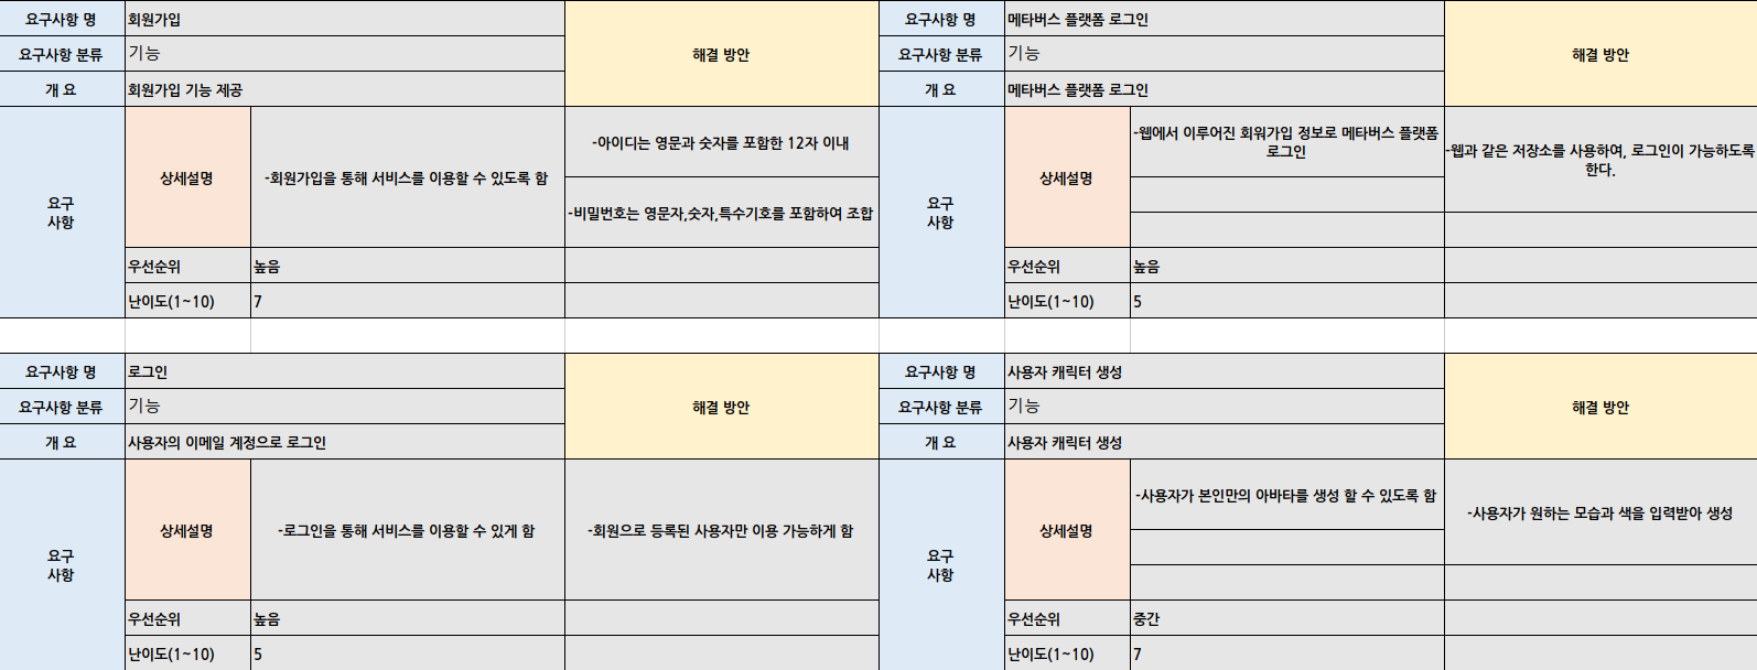 요구사항 명 회원가입
요구사항 분류 기능 해결 방안
개 요 회원가입 기능 제공
요구
사항
상세설명
-회원가입을 통해 서비스를 이용할 수 있도록 함
-아이디는 영문과 숫자를 포함한 12자 이내
-비밀번호는 영문자,숫자,특수기호를 포함하여 조합
우선순위 높음
난이도(1~10) 7
요구사항 명 메타버스 플랫폼 로그인
요구사항 분류 기능 해결 방안
개 요 메타버스 플랫폼 로그인
요구
사항
상세설명
-웹에서 이루어진 회워가입 정보로 메타버스 플랫폼
로그인
-웹과 같은 저장소를 사용하여, 로그인이 가능하도록
한다.
우선순위 높음
난이도(1~10) 5
요구사항 명 로그인
요구사항 분류 기능 해결 방안
개 요 사용자의 이메일 계정으로 로그인
요구
사항
상세설명
-로그인을 통해 서비스를 이용할 수 있게 함
-회원으로 등록된 사용자만 이용 가능하게 함
우선순위 높음
난이도(1~10) 5
요구사항 명 사용자 캐릭터 생성
요구사항 분류 기능 해결 방안
개 요 사용자 캐릭터 생성
요구
사항
상세설명
-사용자가 본인만의 아바타를 생성 할 수 있도록 함
-사용자가 원하는 모습과 색을 입력받아 생성
우선순위 중간
난이도(1~10) 7